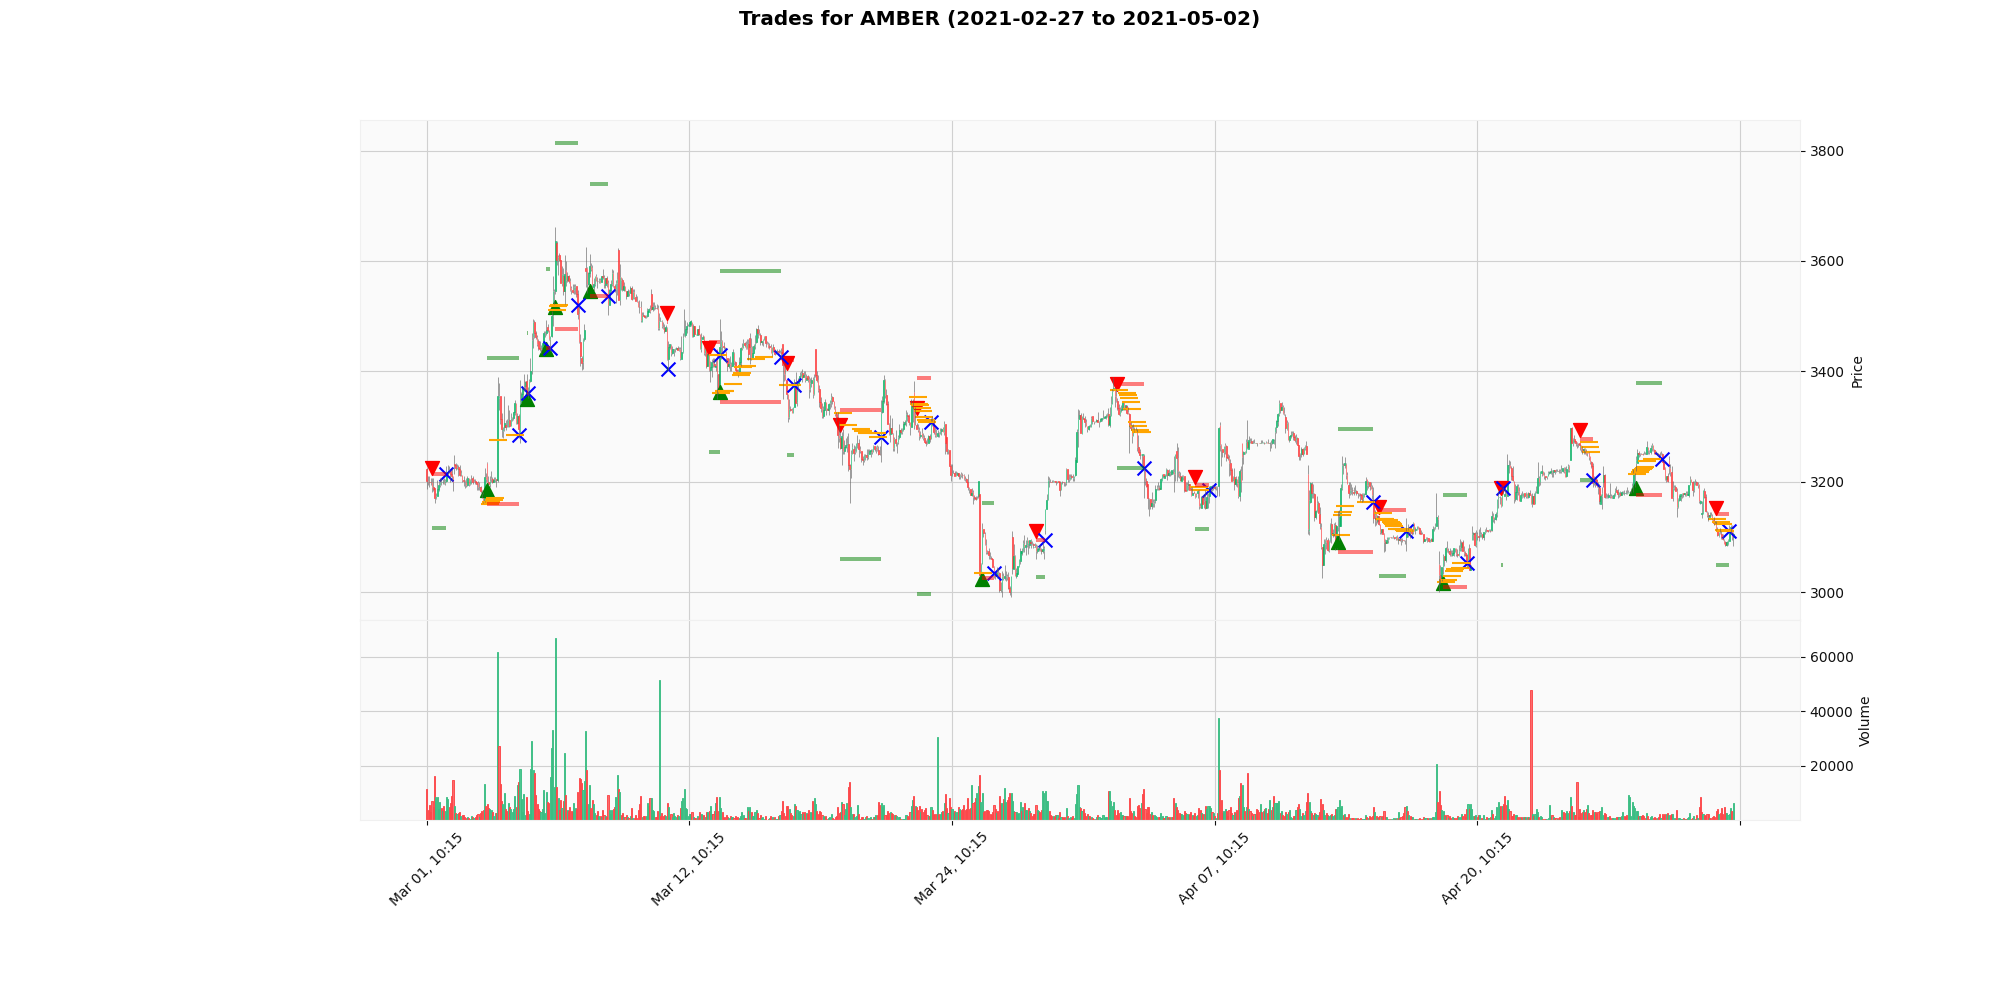 Trades for AMBER (2021-02-27 to 2021-05-02)
3800
3600
3400
3200
3000
Price
60000
40000
20000
Volume
Mar 01, 10:15
Mar 12, 10:15
Mar 24, 10:15
Apr 07, 10:15
Apr 20, 10:15